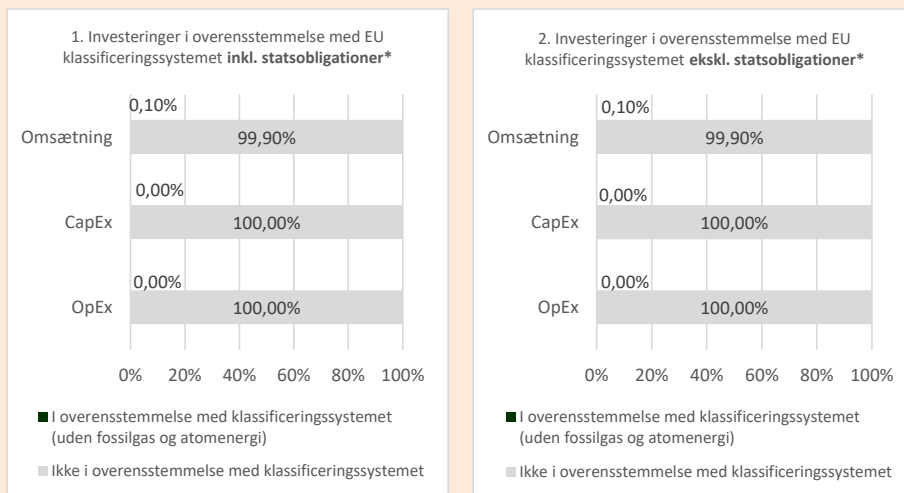 1. Investeringer i overensstemmelse med EU
klassificeringssystemet inkl. statsobligationer*
0,10%
Omsætning
99,90%
0,00%
CapEx
100,00%
0,00%
OpEx
100,00%
0% 20% 40% 60% 80% 100%
I overensstemmelse med klassificeringssystemet
(uden fossilgas og atomenergi)
Ikke i overensstemmelse med klassificeringssystemet
2. Investeringer i overensstemmelse med EU
klassificeringssystemet ekskl. statsobligationer*
0,10%
Omsætning
99,90%
0,00%
CapEx
100,00%
0,00%
OpEx
100,00%
0% 20% 40% 60% 80% 100%
I overensstemmelse med klassificeringssystemet
(uden fossilgas og atomenergi)
Ikke i overensstemmelse med klassificeringssystemet